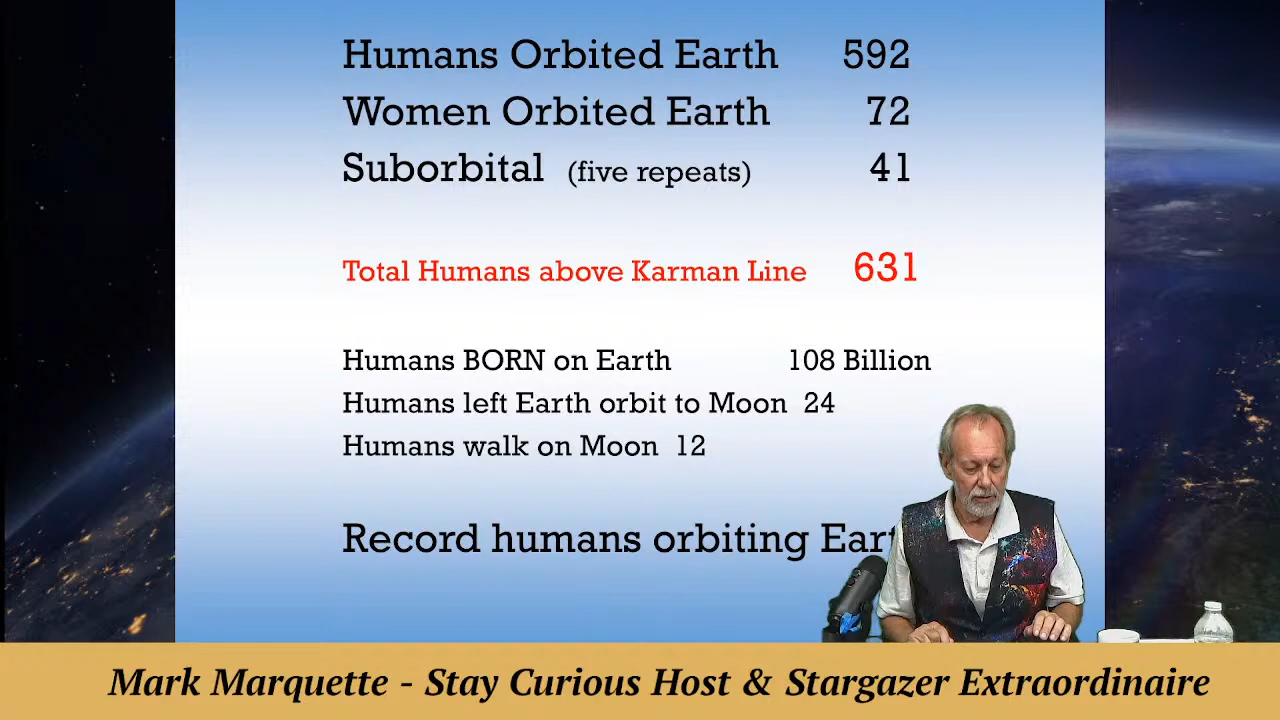 Humans Orbited Earth 592
Women Orbited Earth 72
Suborbital (five repeats) 41
Total Humans above Karman Line 631
Humans BORN on Earth 108 Billion
Humans left Earth orbit to Moon 24
Humans walk on Moon 12
Record humans orbiting
Mark Marquette - Stay Curious Host & Stargazer Extraordinaire